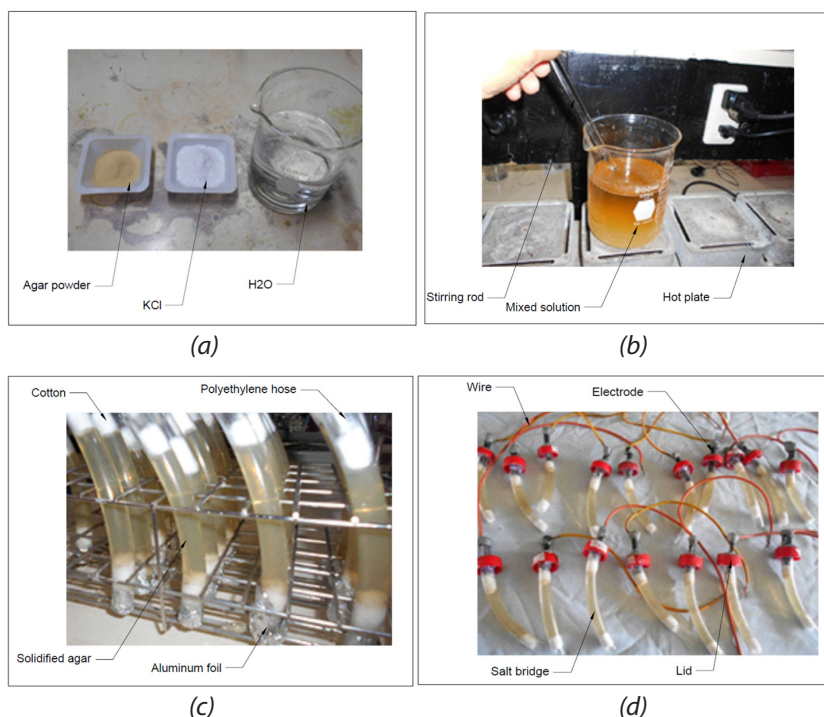 Agar powder
KCl
H2O
(a)
Stirring rod
Mixed solution
Hot plate
(b)
Cotton
Polyethylene hose
Solidified agar
Aluminum foil
(c)
Wire
Electrode
Salt bridge
Lid
(d)